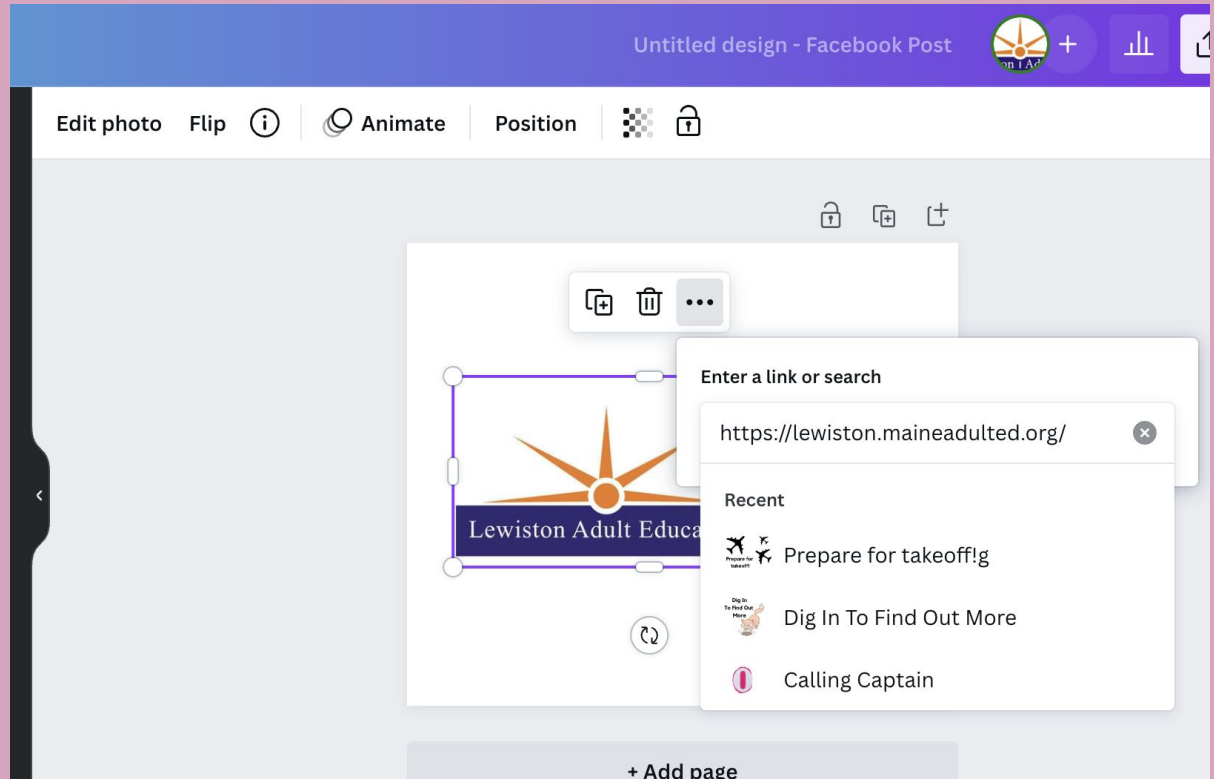 Untitled design - Facebook Post
Edit photo Flip Animate Position
Enter a link or search
https://lewiston.maineadulted.org/
Lewiston Adult Educa
Recent
Prepare for takeoff!g
Dig In To Find Out More
Calling Captain
+ Add page